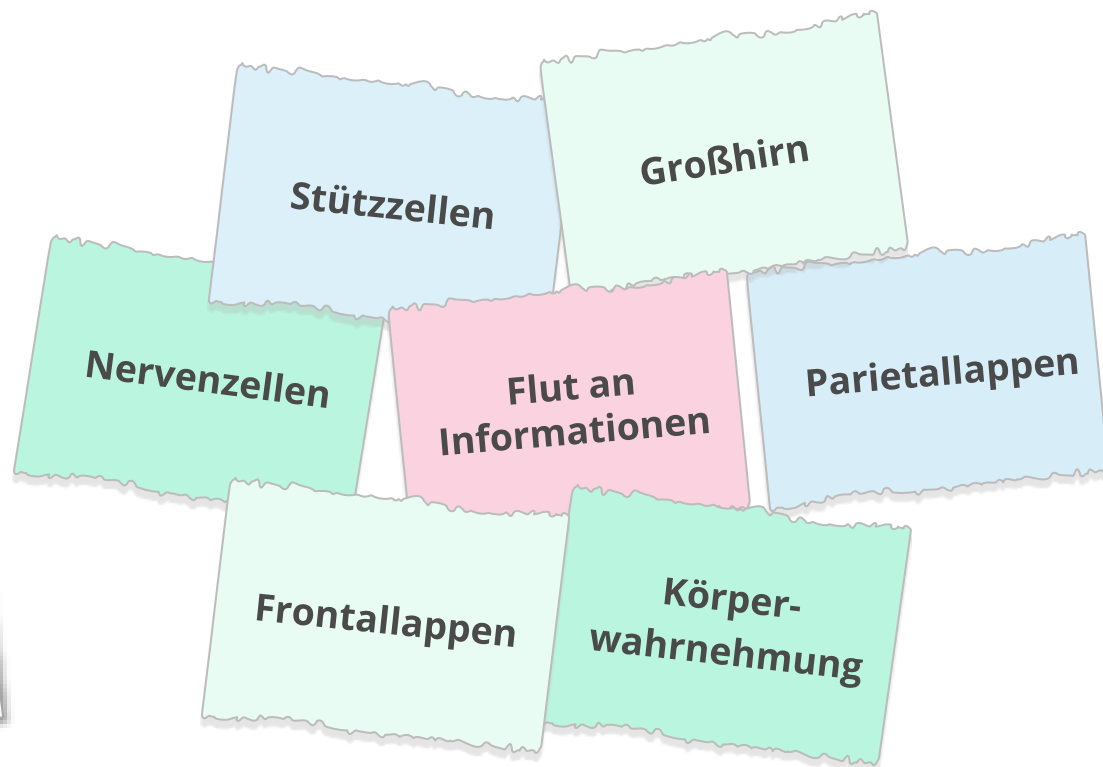 Großhirn
Stützzellen
Nervenzellen
Flut an
Informationen
Parietallappen
Frontallappen
Körper-
wahrnehmung